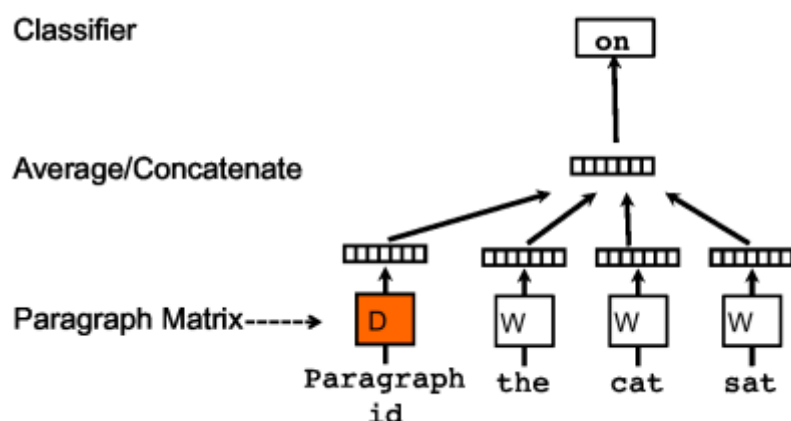 Classifier
on
Average/Concatenate
Paragraph Matrix----->
D
W
W
W
Paragraph
id
the
cat
sat